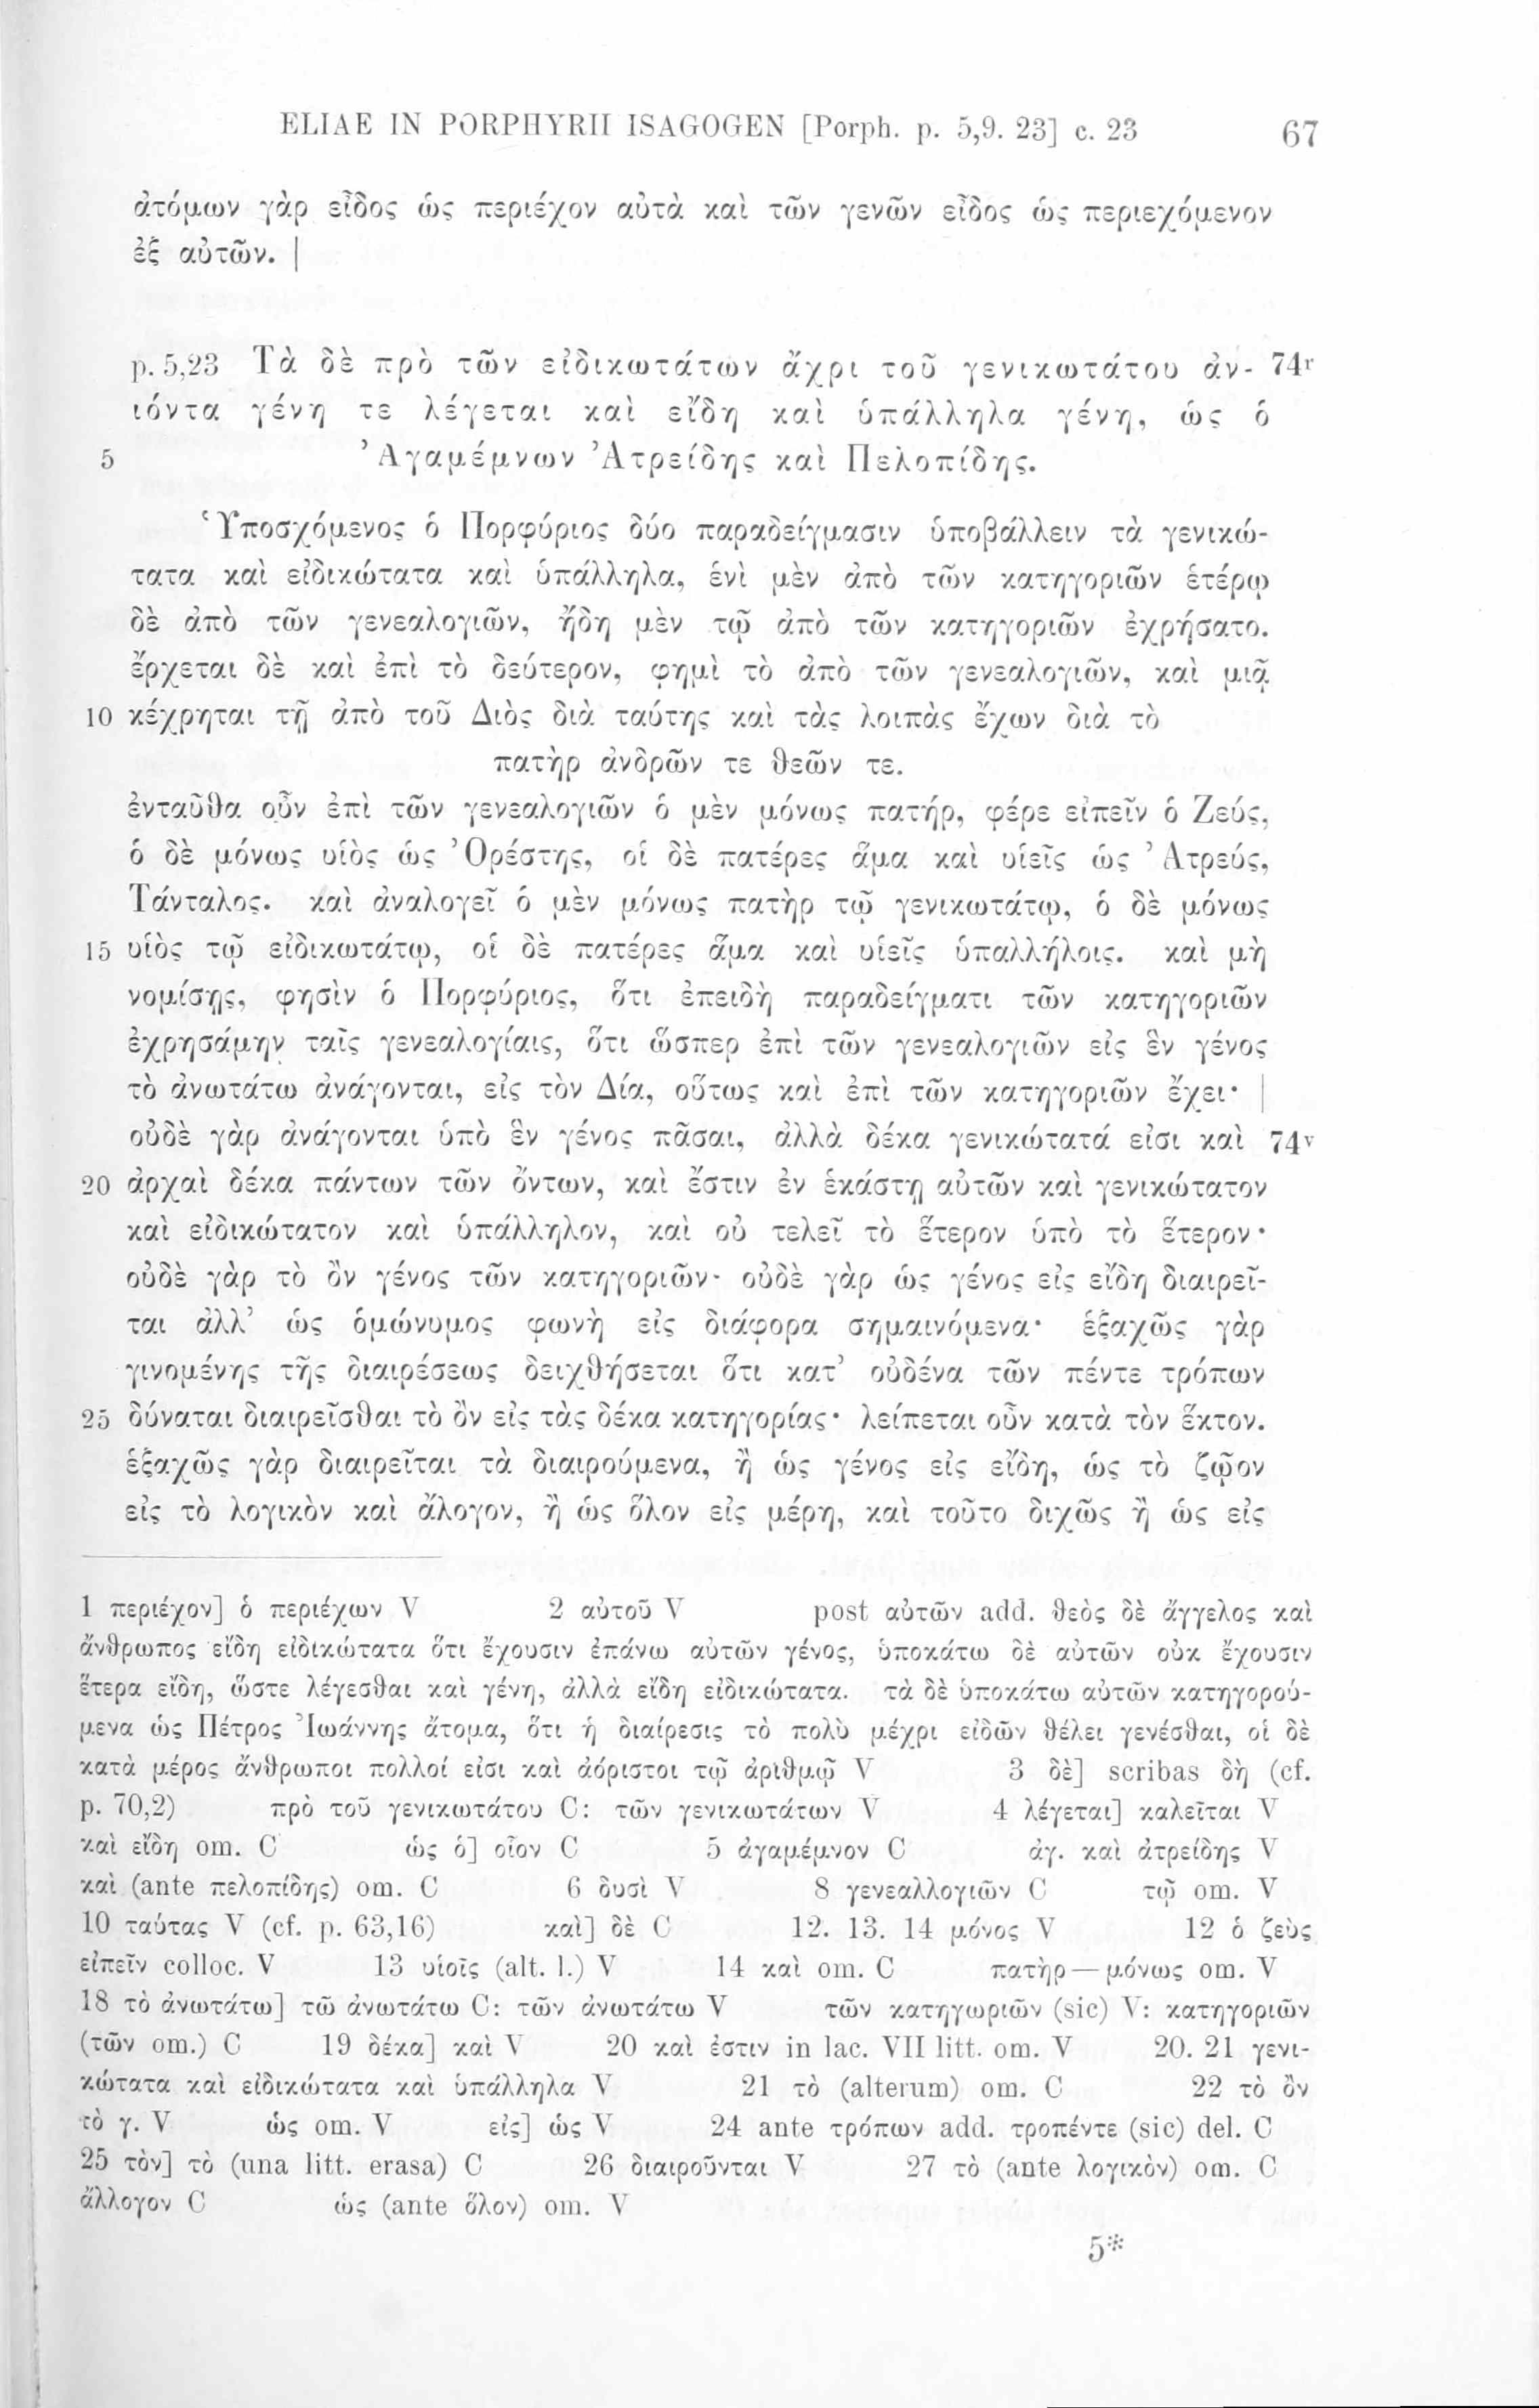 ELIAE IN PORPHYRII ISAGOGEN [Porph. p. 5,9. 23] c. 23 67
ἀτόμων γὰρ εἶδος ὡς περιέχον αὐτὰ καὶ τῶν γενῶν εἶδος ὡς περιεχόμενον
ἐξ αὐτῶν. |
p. 5,23 Τὰ δὲ πρὸ τῶν εἰδικωτάτων ἄχρι τοῦ γενικωτάτου ἀν- 74r
ιόντα γένη τε λέγεται καὶ εἴδη καὶ ὑπάλληλα γένη, ὡς ὁ
5 Ἀγαμέμνων Ἀτρείδης καὶ Πελοπίδης.
Ὑποσχόμενος ὁ Πορφύριος δύο παραδείγμασιν ὑποβάλλειν τὰ γενικώ-
τατα καὶ εἰδικώτατα καὶ ὑπάλληλα, ἑνὶ μὲν ἀπὸ τῶν κατηγοριῶν ἑτέρῳ
δὲ ἀπὸ τῶν γενεαλογιῶν, ἤδη μὲν τῷ ἀπὸ τῶν κατηγοριῶν ἐχρήσατο.
ἔρχεται δὲ καὶ ἐπὶ τὸ δεύτερον, φημὶ τὸ ἀπὸ τῶν γενεαλογιῶν, καὶ μιᾷ
10 κέχρηται τῇ ἀπὸ τοῦ Διὸς διὰ ταύτης καὶ τὰς λοιπὰς ἔχων διὰ τὸ
πατὴρ ἀνδρῶν τε θεῶν τε.
ἐνταῦθα οὖν ἐπὶ τῶν γενεαλογιῶν ὁ μὲν μόνως πατήρ, φέρε εἰπεῖν ὁ Ζεύς,
ὁ δὲ μόνως υἱὸς ὡς Ὀρέστης, οἱ δὲ πατέρες ἅμα καὶ υἱεῖς ὡς Ἀτρεύς,
Τάνταλος. καὶ ἀναλογεῖ ὁ μὲν μόνως πατὴρ τῷ γενικωτάτῳ, ὁ δὲ μόνως
15 υἱὸς τῷ εἰδικωτάτῳ, οἱ δὲ πατέρες ἅμα καὶ υἱεῖς ὑπαλλήλοις. καὶ μὴ
νομίσῃς, φησὶν ὁ Πορφύριος, ὅτι ἐπειδὴ παραδείγματι τῶν κατηγοριῶν
ἐχρησάμην ταῖς γενεαλογίαις, ὅτι ὥσπερ ἐπὶ τῶν γενεαλογιῶν εἰς ἓν γένος
τὸ ἀνωτάτω ἀνάγονται, εἰς τὸν Δία, οὕτως καὶ ἐπὶ τῶν κατηγοριῶν ἔχει· |
οὐδὲ γὰρ ἀνάγονται ὑπὸ ἓν γένος πᾶσαι, ἀλλὰ δέκα γενικώτατά εἰσι καὶ 74v
20 ἀρχαὶ δέκα πάντων τῶν ὄντων, καὶ ἔστιν ἐν ἑκάστῃ αὐτῶν καὶ γενικώτατον
καὶ εἰδικώτατον καὶ ὑπάλληλον, καὶ οὐ τελεῖ τὸ ἕτερον ὑπὸ τὸ ἕτερον·
οὐδὲ γὰρ τὸ ὂν γένος τῶν κατηγοριῶν· οὐδὲ γὰρ ὡς γένος εἰς εἴδη διαιρεῖ-
ται ἀλλ’ ὡς ὁμώνυμος φωνὴ εἰς διάφορα σημαινόμενα· ἑξαχῶς γὰρ
γινομένης τῆς διαιρέσεως δειχθήσεται ὅτι κατ’ οὐδένα τῶν πέντε τρόπων
25 δύναται διαιρεῖσθαι τὸ ὂν εἰς τὰς δέκα κατηγορίας· λείπεται οὖν κατὰ τὸν ἕκτον.
ἑξαχῶς γὰρ διαιρεῖται τὰ διαιρούμενα, ἢ ὡς γένος εἰς εἴδη, ὡς τὸ ζῷον
εἰς τὸ λογικὸν καὶ ἄλογον, ἢ ὡς ὅλον εἰς μέρη, καὶ τοῦτο διχῶς ἢ ὡς εἰς
1 περιέχον] ὁ περιέχων V 2 αὐτοῦ V post αὐτῶν add. θεὸς δὲ ἄγγελος καὶ
ἄνθρωπος εἴδη εἰδικώτατα ὅτι ἔχουσιν ἐπάνω αὐτῶν γένος, ὑποκάτω δὲ αὐτῶν οὐκ ἔχουσιν
ἕτερα εἴδη, ὥστε λέγεσθαι καὶ γένη, ἀλλὰ εἴδη εἰδικώτατα. τὰ δὲ ὑποκάτω αὐτῶν κατηγορού-
μενα ὡς Πέτρος Ἰωάννης ἄτομα, ὅτι ἡ διαίρεσις τὸ πολὺ μέχρι εἰδῶν θέλει γενέσθαι, οἱ δὲ
κατὰ μέρος ἄνθρωποι πολλοί εἰσι καὶ ἀόριστοι τῷ ἀριθμῷ V 3 δὲ] scribas δὴ (cf.
p. 70,2) πρὸ τοῦ γενικωτάτου C: τῶν γενικωτάτων V 4 λέγεται] καλεῖται V
καὶ εἴδη om. C ὡς ὁ] οἷον C 5 ἀγαμέμνον C ἀγ. καὶ ἀτρείδης V
καὶ (ante πελοπίδης) om. C 6 δυσὶ V 8 γενεαλλογιῶν C τῷ om. V
10 ταύτας V (cf. p. 63,16) καὶ] δὲ C 12. 13. 14 μόνος V 12 ὁ ζεὺς
εἰπεῖν colloc. V 13 υἱοῖς (alt. l.) V 14 καὶ om. C πατὴρ — μόνως om. V
18 τὸ ἀνωτάτω] τῶ ἀνωτάτω C: τῶν ἀνωτάτω V τῶν κατηγωριῶν (sic) V: κατηγοριῶν
(τῶν om.) C 19 δέκα] καὶ V 20 καὶ ἔστιν in lac. VII litt. om. V 20. 21 γενι-
κώτατα καὶ εἰδικώτατα καὶ ὑπάλληλα V 21 τὸ (alterum) om. C 22 τὸ ὂν
τὸ γ. V ὡς om. V εἰς] ὡς V 24 ante τρόπων add. τροπέντε (sic) del. C
25 τὸν] τὸ (una litt. erasa) C 26 διαιροῦνται V 27 τὸ (ante λογικὸν) om. C
ἄλλογον C ὡς (ante ὅλον) om. V
5*